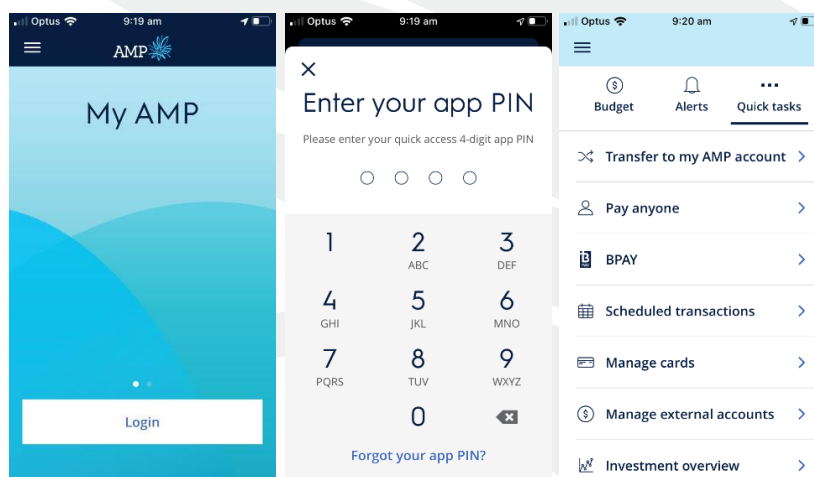 Optus 9:19 am
AMP
My AMP
Login
Optus 9:19 am
Enter your app PIN
Please enter your quick access 4-digit app PIN
1 2 3
ABC DEF
4 5 6
GHI JKL MNO
7 8 9
PQRS TUV WXYZ
0
Forgot your app PIN?
Optus 9:20 am
Budget Alerts Quick tasks
Transfer to my AMP account
Pay anyone
BPAY
Scheduled transactions
Manage cards
Manage external accounts
Investment overview